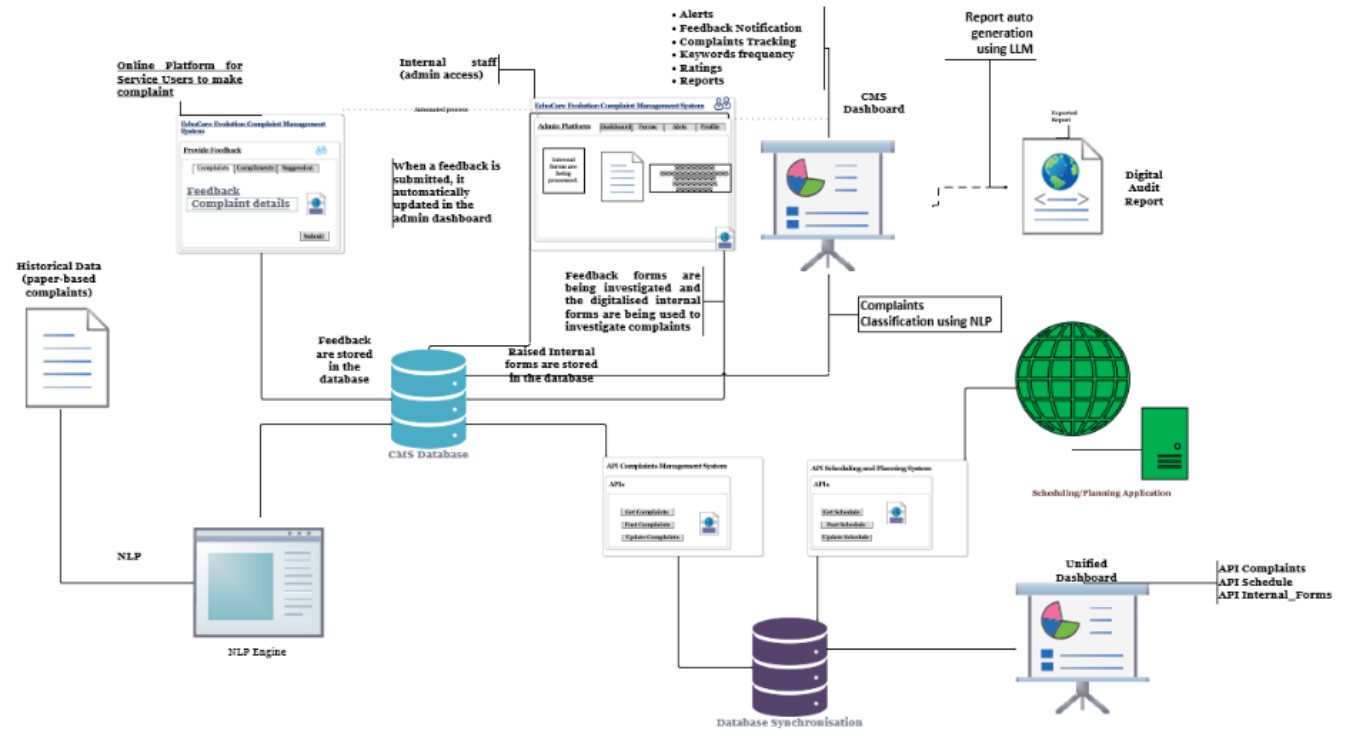 • Alerts
• Feedback Notification
• Complaints Tracking
• Keywords frequency
• Ratings
• Reports
Report auto
generation
using LLM
Online Platform for
Service Users to make
complaint
Internal staff
(admin access)
CMS
Dashboard
Automated process
EchoCare Evolution Complaint Management
System
Provide Feedback
Complaints
Compliments
Suggestion
Feedback
Complaint details
Submit
When a feedback is
submitted, it
automatically
updated in the
admin dashboard
EchoCare Evolution Complaint Management System
Admin Platform
Dashboard
Forms
Alerts
Profile
Internal
forms are
being
processed.
Exported
Report
Digital
Audit
Report
Historical Data
(paper-based
complaints)
Feedback forms are
being investigated and
the digitalised internal
forms are being used to
investigate complaints
Complaints
Classification using NLP
Feedback
are stored
in the
database
Raised Internal
forms are stored
in the database
CMS Database
API Complaints Management System
APIs
Get Complaints
Post Complaints
Update Complaints
API Scheduling and Planning System
APIs
Get Schedule
Post Schedule
Update Schedule
Scheduling/Planning Application
NLP
NLP Engine
Unified
Dashboard
API Complaints
API Schedule
API Internal_Forms
Database Synchronisation